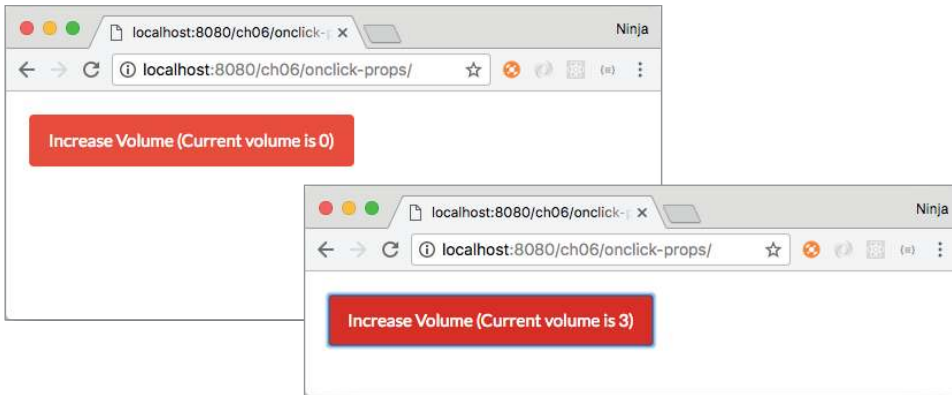 localhost:8080/ch06/onclick-p
Ninja
localhost:8080/ch06/onclick-props/
Increase Volume (Current volume is 0)
localhost:8080/ch06/onclick-
Ninja
localhost:8080/ch06/onclick-props/
Increase Volume (Current volume is 3)